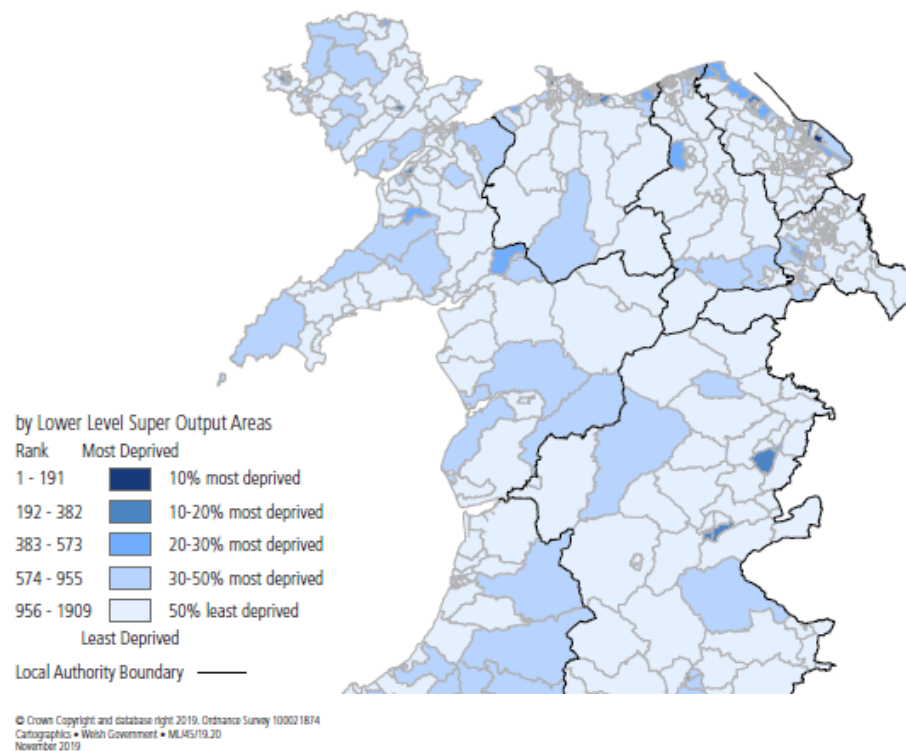 by Lower Level Super Output Areas
Rank Most Deprived
1 - 191 10% most deprived
192 - 382 10-20% most deprived
383 - 573 20-30% most deprived
574 - 955 30-50% most deprived
956 - 1909 50% least deprived
Least Deprived
Local Authority Boundary
© Crown Copyright and database right 2019. Ordnance Survey 100021874
Cartographics • Welsh Government • ML/45/19.20
November 2019